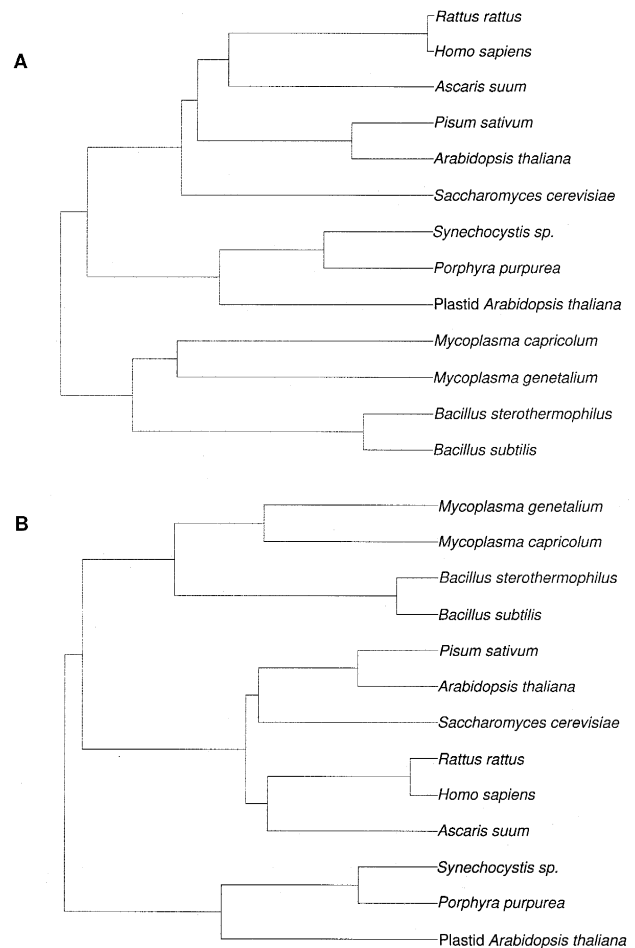 Rattus rattus
A
Homo sapiens
Ascaris suum
Pisum sativum
Arabidopsis thaliana
Saccharomyces cerevisiae
Synechocystis sp.
Porphyra purpurea
Plastid Arabidopsis thaliana
Mycoplasma capricolum
Mycoplasma genetalium
Bacillus sterothermophilus
Bacillus subtilis
Mycoplasma genetalium
B
Mycoplasma capricolum
Bacillus sterothermophilus
Bacillus subtilis
Pisum sativum
Arabidopsis thaliana
Saccharomyces cerevisiae
Rattus rattus
Homo sapiens
Ascaris suum
Synechocystis sp.
Porphyra purpurea
Plastid Arabidopsis thaliana